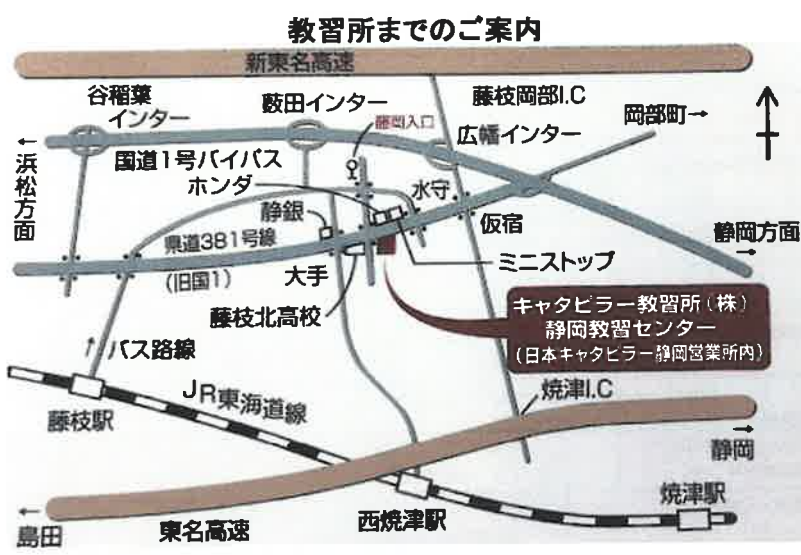 教習所までのご案内
新東名高速
谷稲葉
インター
薮田インター
藤枝岡部I.C
岡部町→
藤岡入口
広幡インター
←
浜松方面
国道1号バイパス
ホンダ
水守
静銀
仮宿
静岡方面
→
県道381号線
(旧国1)
大手
ミニストップ
藤枝北高校
キャタピラー教習所(株)
静岡教習センター
(日本キャタピラー静岡営業所内)
↑バス路線
JR東海道線
焼津I.C
藤枝駅
→
静岡
焼津駅
←
島田
東名高速
西焼津駅